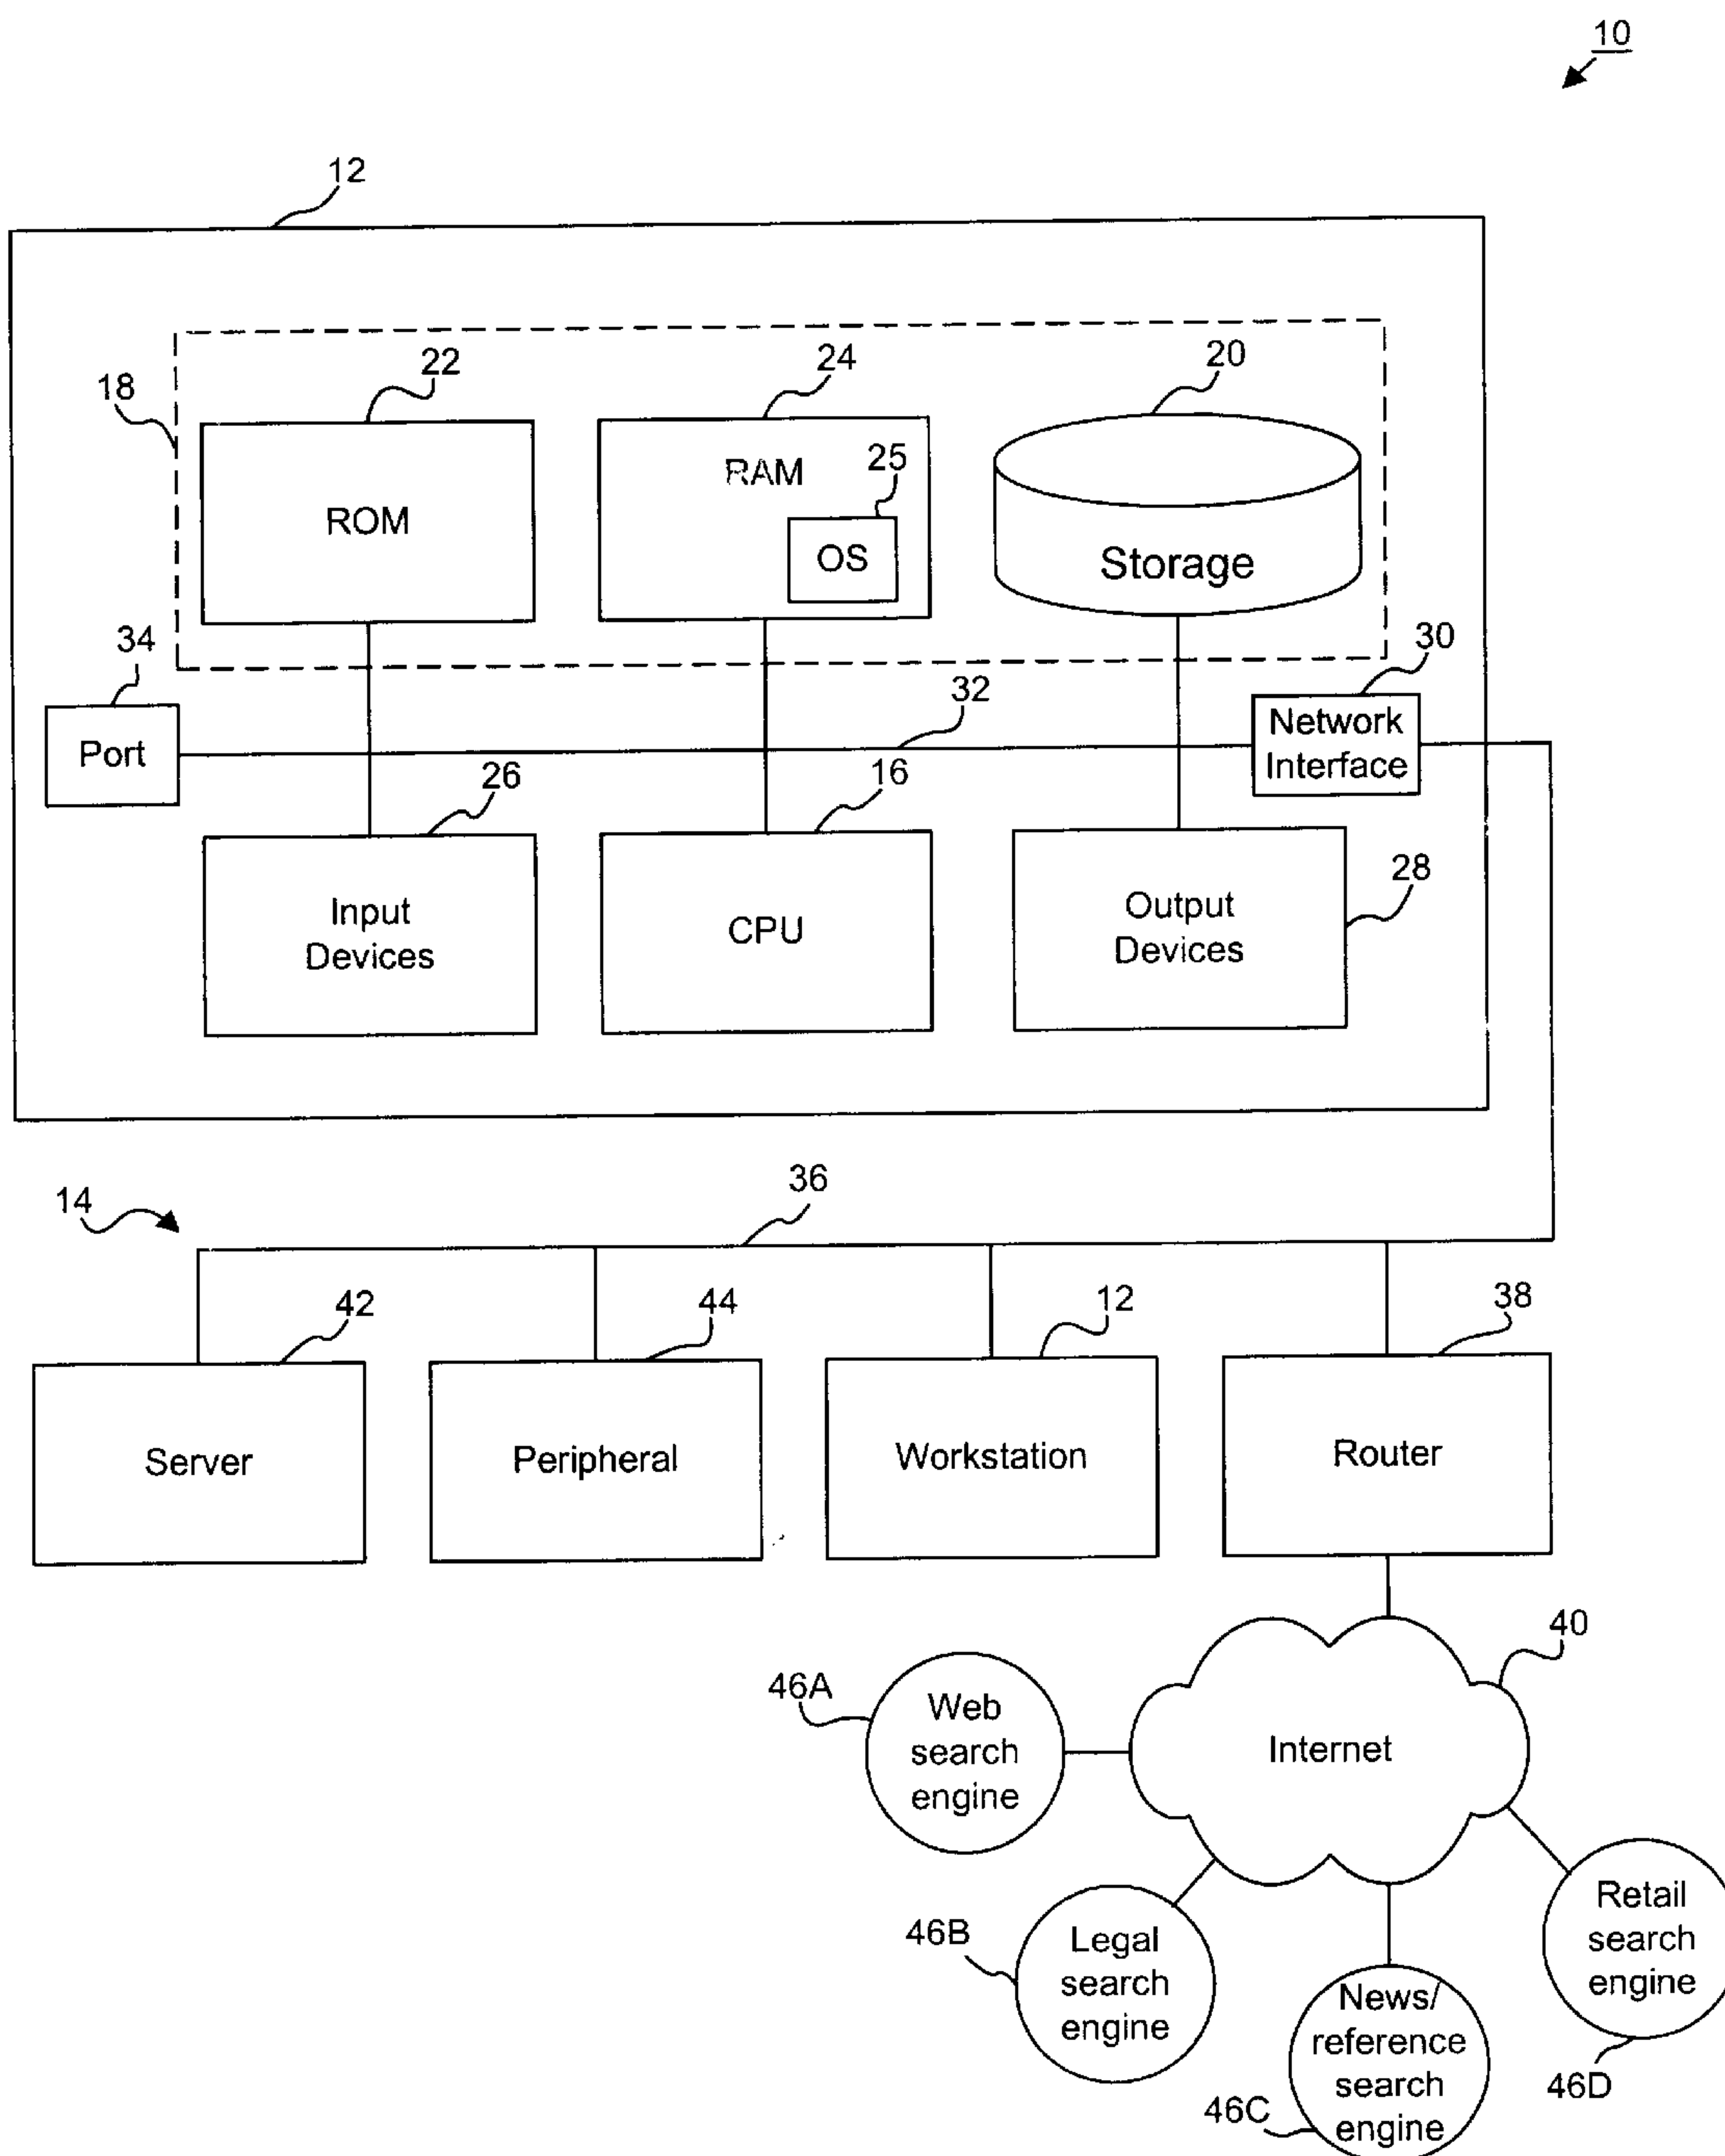 10
12
18
22
24
20
RAM
25
ROM
OS
Storage
34
30
32
Port
Network
Interface
26
16
28
Input
Devices
CPU
Output
Devices
14
36
42
44
12
38
Server
Peripheral
Workstation
Router
40
46A
Web
search
engine
Internet
46B
Legal
search
engine
Retail
search
engine
46D
News/
reference
search
engine
46C